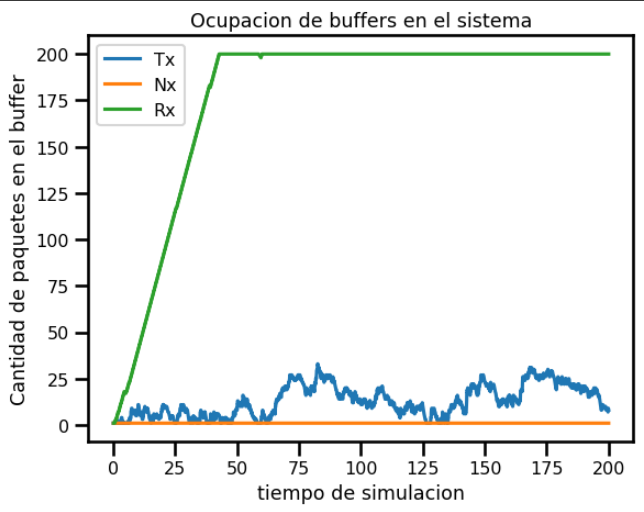 Ocupacion de buffers en el sistema
Tx
Nx
Rx
Cantidad de paquetes en el buffer
200
175
150
125
100
75
50
25
0
0 25 50 75 100 125 150 175 200
tiempo de simulacion